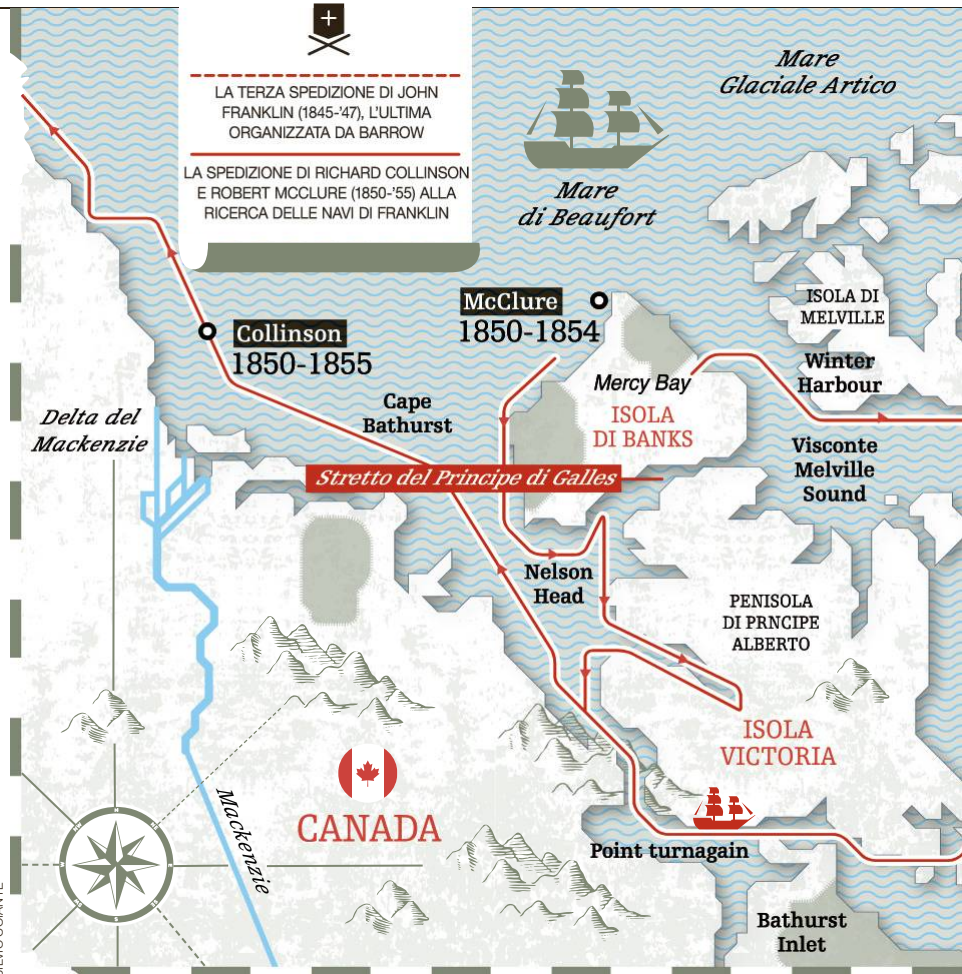 LA TERZA SPEDIZIONE DI JOHN
FRANKLIN (1845-'47), L'ULTIMA
ORGANIZZATA DA BARROW
LA SPEDIZIONE DI RICHARD COLLINSON
E ROBERT MCCLURE (1850-'55) ALLA
RICERCA DELLE NAVI DI FRANKLIN
Mare
Glaciale Artico
Mare
di Beaufort
ISOLA DI
MELVILLE
McClure
1850-1854
Collinson
1850-1855
Winter
Harbour
Mercy Bay
ISOLA
DI BANKS
Cape
Bathurst
Delta del
Mackenzie
Visconte
Melville
Sound
Stretto del Principe di Galles
Nelson
Head
PENISOLA
DI PRNCIPE
ALBERTO
ISOLA
VICTORIA
CANADA
Mackenzie
Point turnagain
Bathurst
Inlet